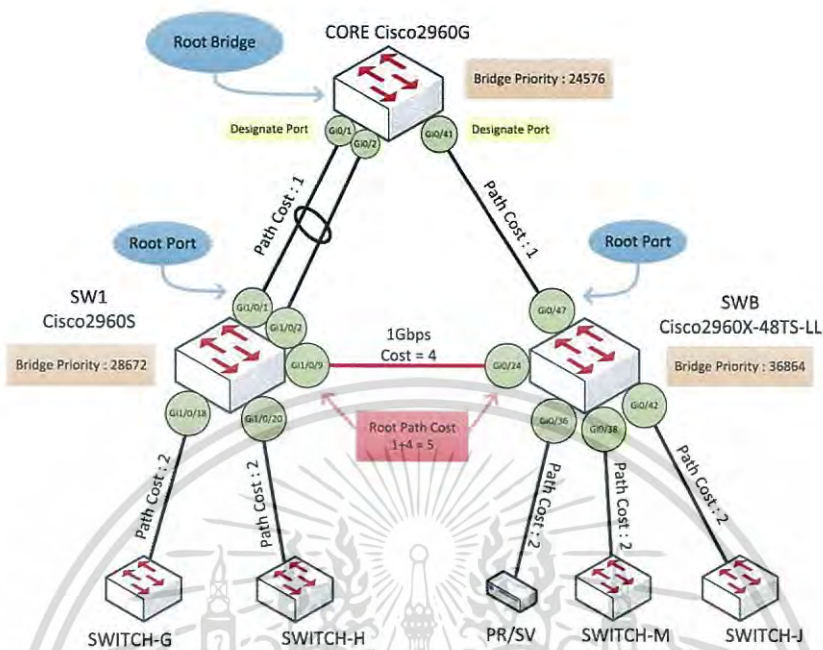 CORE Cisco2960G
Root Bridge
Bridge Priority : 24576
Designate Port
Gi0/1
Gi0/2
Gi0/41
Designate Port
Path Cost : 1
Path Cost : 1
Root Port
Root Port
SW1
Cisco2960S
Gi1/0/1
Gi1/0/2
Gi0/47
SWB
Cisco2960X-48TS-LL
Bridge Priority : 28672
Gi1/0/9
1Gbps
Cost = 4
Gi0/24
Bridge Priority : 36864
Gi1/0/18
Gi1/0/20
Root Path Cost
1+4 = 5
Gi0/36
Gi0/38
Gi0/42
Path Cost : 2
Path Cost : 2
Path Cost : 2
Path Cost : 2
Path Cost : 2
SWITCH-G
SWITCH-H
PR/SV
SWITCH-M
SWITCH-J